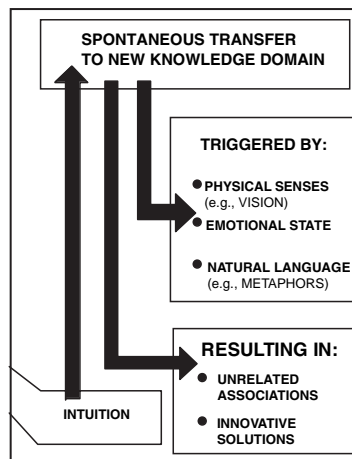 SPONTANEOUS TRANSFER
TO NEW KNOWLEDGE DOMAIN
TRIGGERED BY:
● PHYSICAL SENSES
(e.g., VISION)
● EMOTIONAL STATE
● NATURAL LANGUAGE
(e.g., METAPHORS)
RESULTING IN:
● UNRELATED
ASSOCIATIONS
● INNOVATIVE
SOLUTIONS
INTUITION